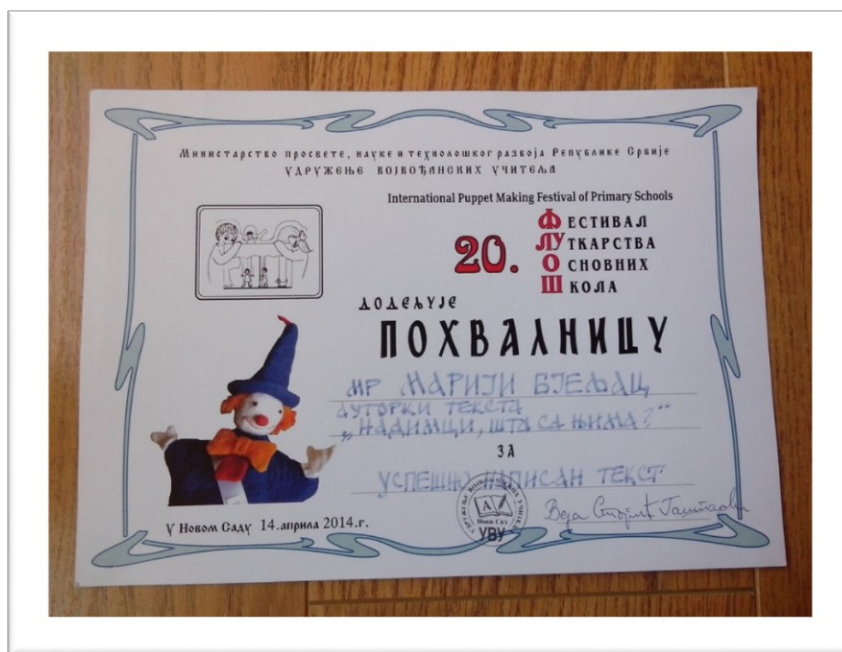 Министарство просвете, науке и технолошког развоја Републике Србије
УДРУЖЕЊЕ ВОЈВОЂАНСКИХ УЧИТЕЉА
International Puppet Making Festival of Primary Schools
20.
ФЕСТИВАЛ
ЛУТКАРСТВА
ОСНОВНИХ
ШКОЛА
ДОДЕЉУЈЕ
ПОХВАЛНИЦУ
МР МАРИЈИ БЈЕЉАЦ
АУТОРКИ ТЕКСТА
„НАДИМЦИ, ШТА СА ЊИМА?“
ЗА
УСПЕШНО НАПИСАН ТЕКСТ
НОВИ САД
УВУ
У Новом Саду 14. априла 2014.г.